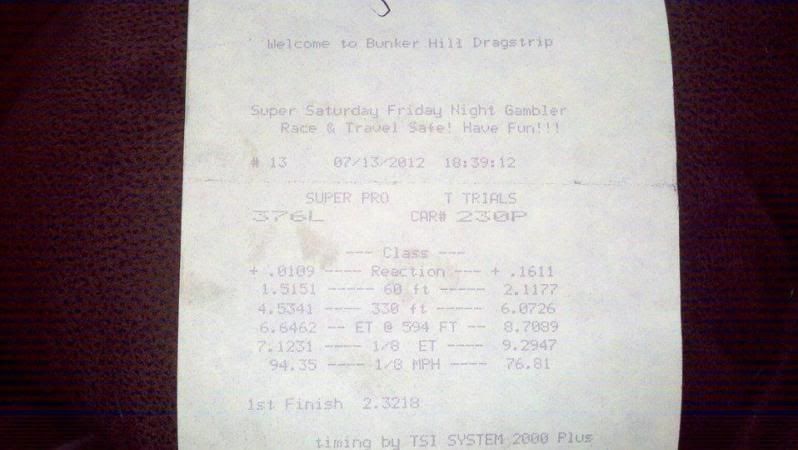 Welcome to Bunker Hill Dragstrip
Super Saturday Friday Night Gambler
Race & Travel Safe! Have Fun!!!
# 13 07/13/2012 18:39:12
SUPER PRO T TRIALS
376L CAR# 230P
--- Class ---
+ .0109 ---- Reaction --- + .1611
1.5151 ----- 60 ft ----- 2.1177
4.5341 ---- 330 ft ----- 6.0726
6.6462 -- ET @ 594 FT -- 8.7089
7.1231 ---- 1/8 ET ---- 9.2947
94.35 ---- 1/8 MPH ---- 76.81
1st Finish 2.3218
timing by TSI SYSTEM 2000 Plus